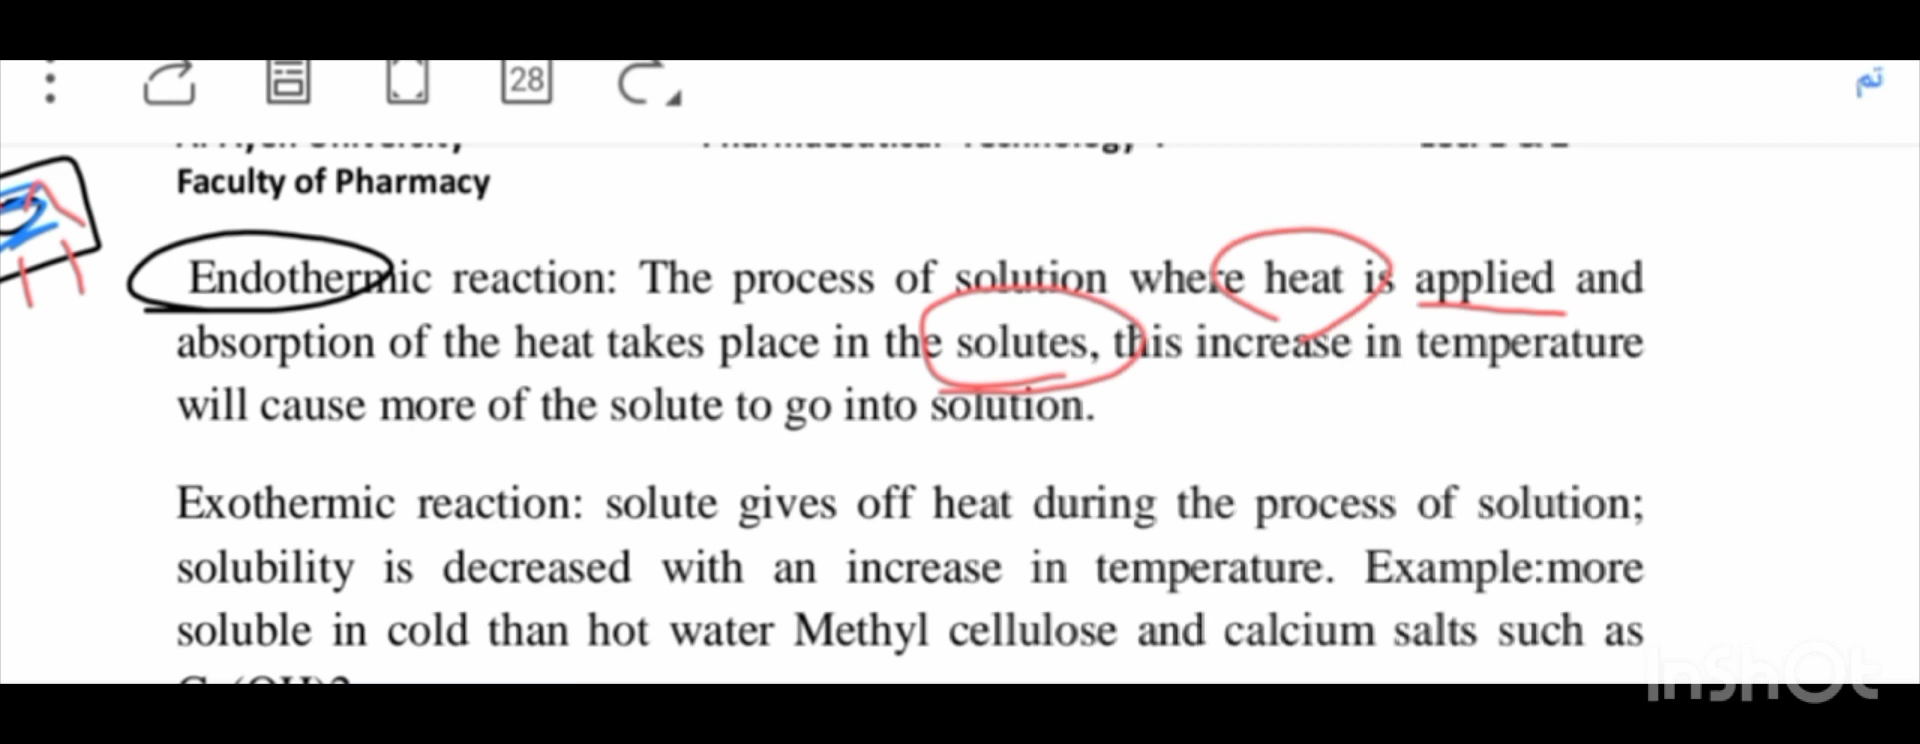 28
تم
Faculty of Pharmacy
Endothermic reaction: The process of solution where heat is applied and
absorption of the heat takes place in the solutes, this increase in temperature
will cause more of the solute to go into solution.
Exothermic reaction: solute gives off heat during the process of solution;
solubility is decreased with an increase in temperature. Example:more
soluble in cold than hot water Methyl cellulose and calcium salts such as
InShOt